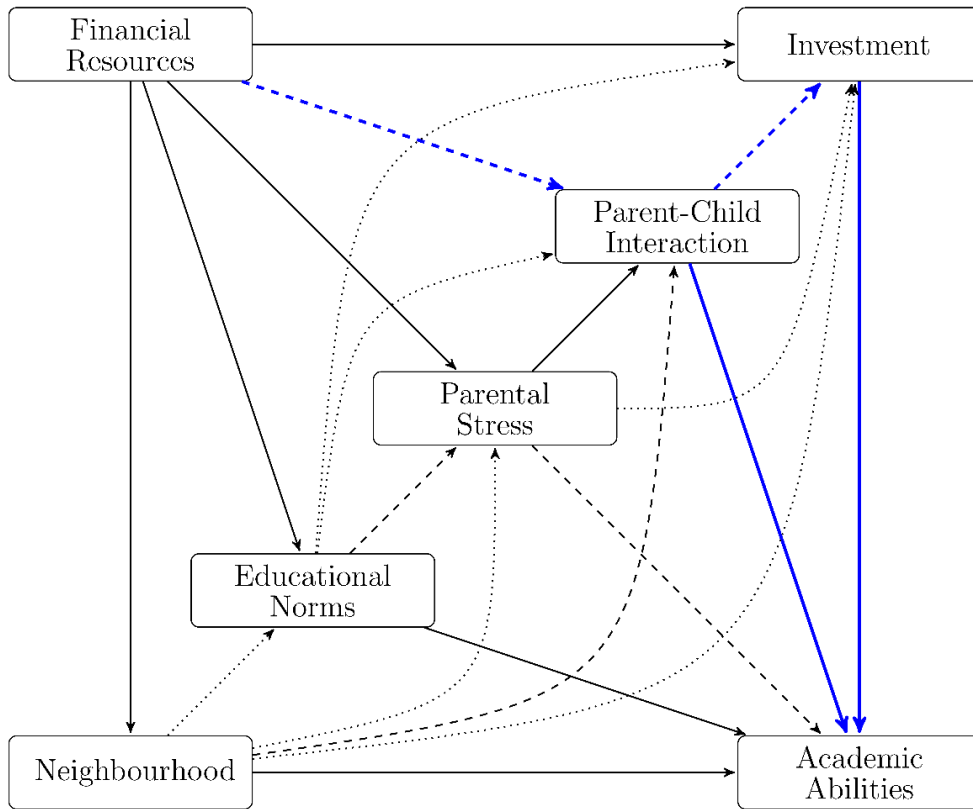 Financial
Resources
Investment
Parent-Child
Interaction
Parental
Stress
Educational
Norms
Neighbourhood
Academic
Abilities